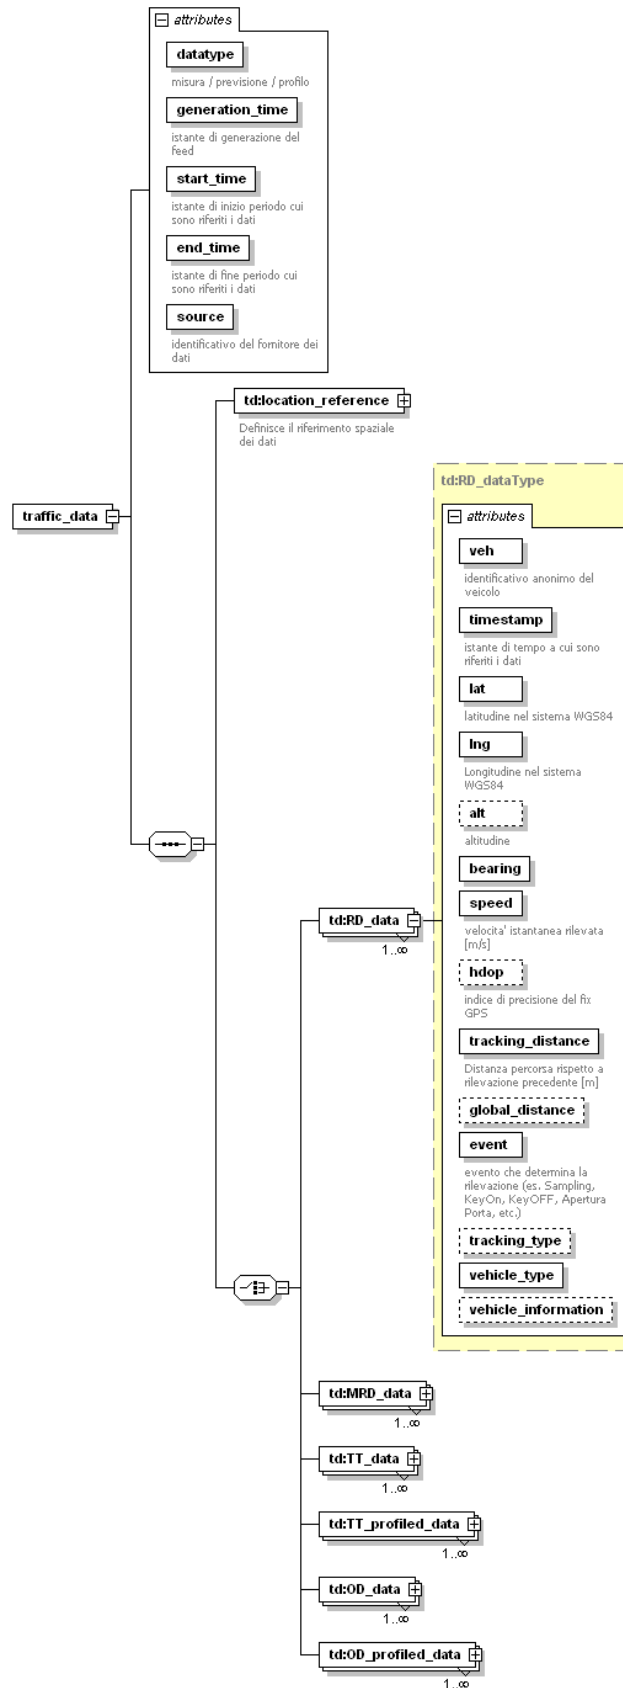 attributes
datatype
misura / previsione / profilo
generation_time
istante di generazione del
feed
start_time
istante di inizio periodo cui
sono riferiti i dati
end_time
istante di fine periodo cui
sono riferiti i dati
source
identificativo del fornitore dei
dati
td:location_reference
Definisce il riferimento spaziale
dei dati
traffic_data
td:RD_dataType
attributes
veh
identificativo anonimo del
veicolo
timestamp
istante di tempo a cui sono
riferiti i dati
lat
latitudine nel sistema WGS84
lng
Longitudine nel sistema
WGS84
alt
altitudine
bearing
td:RD_data
1..∞
speed
velocita' istantanea rilevata
[m/s]
hdop
indice di precisione del fix
GPS
tracking_distance
Distanza percorsa rispetto a
rilevazione precedente [m]
global_distance
event
evento che determina la
rilevazione (es. Sampling,
KeyOn, KeyOFF, Apertura
Porta, etc.)
tracking_type
vehicle_type
vehicle_information
td:MRD_data
1..∞
td:TT_data
1..∞
td:TT_profiled_data
1..∞
td:OD_data
1..∞
td:OD_profiled_data
1..∞